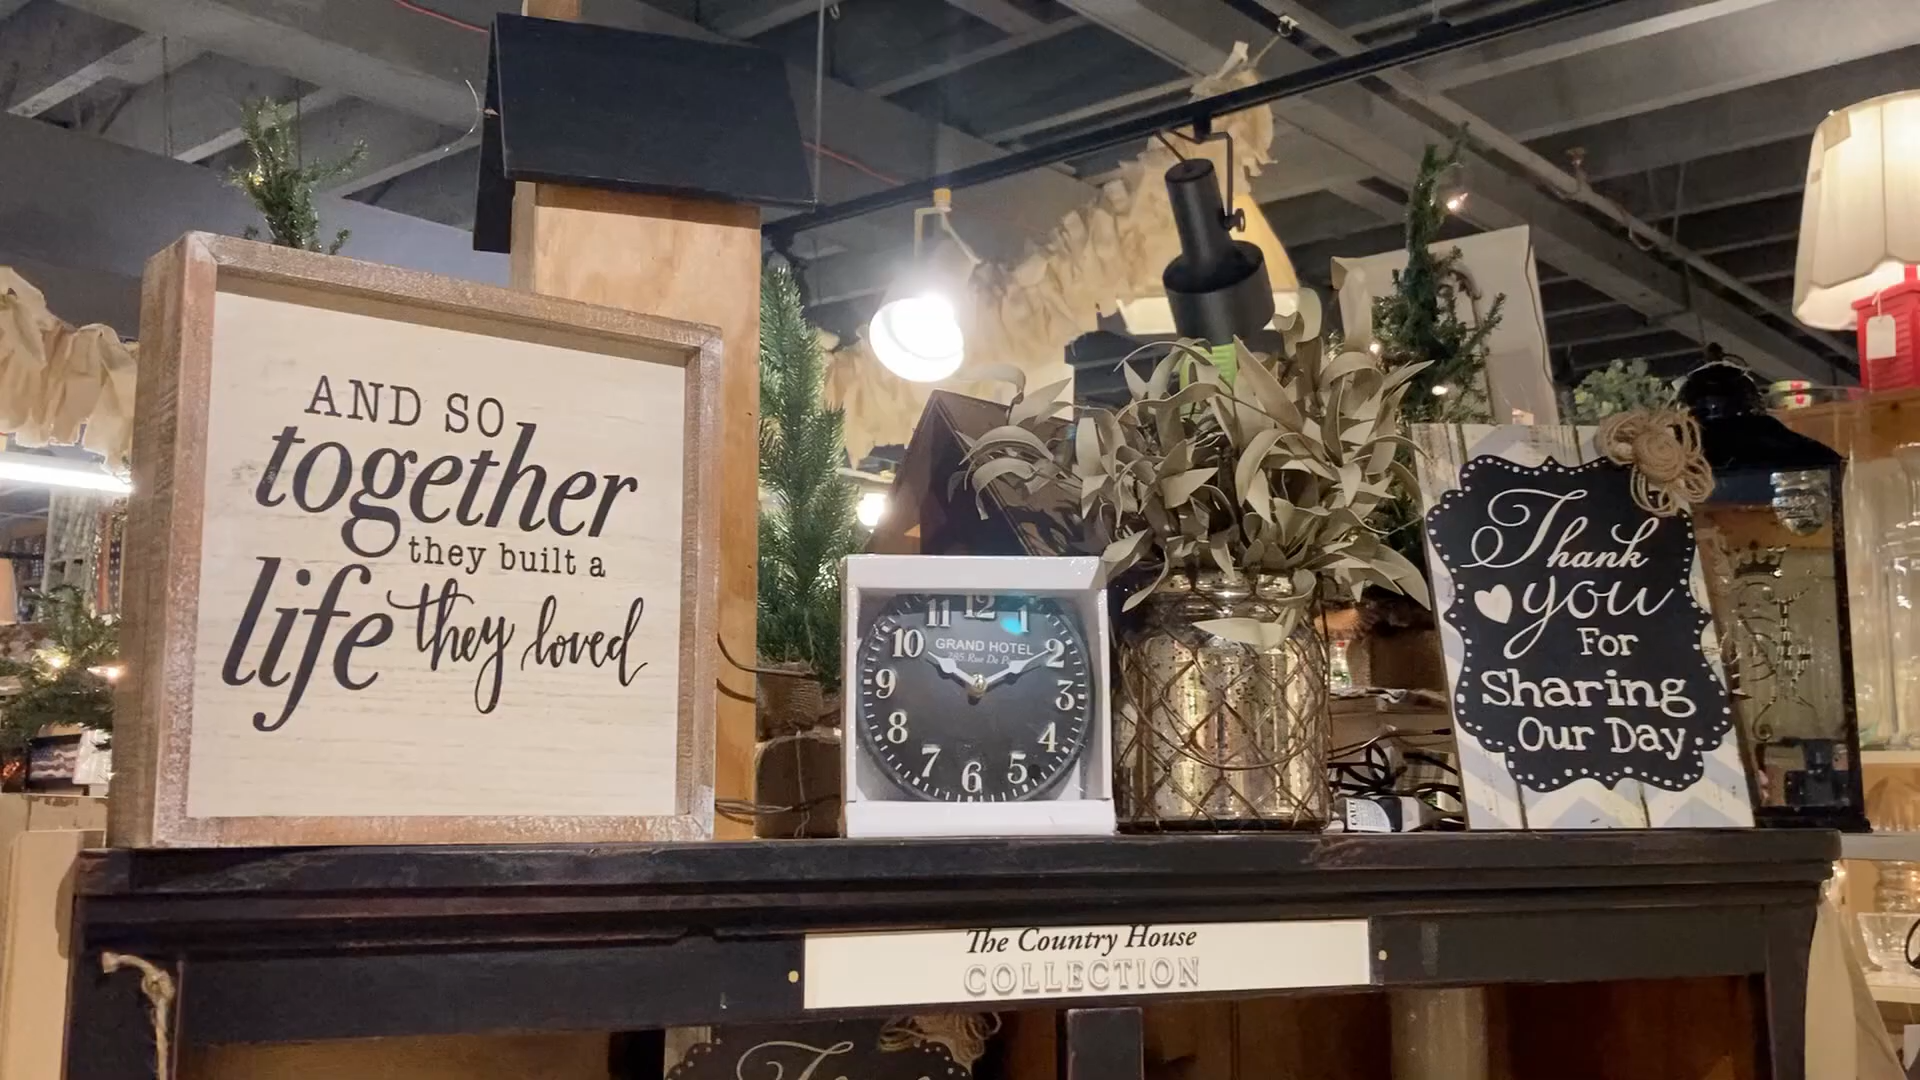 AND SO
together
they built a
life they loved
11 12 1
10 2
9 3
8 4
7 6 5
GRAND HOTEL
Thank
you
For
Sharing
Our Day
The Country House
COLLECTION